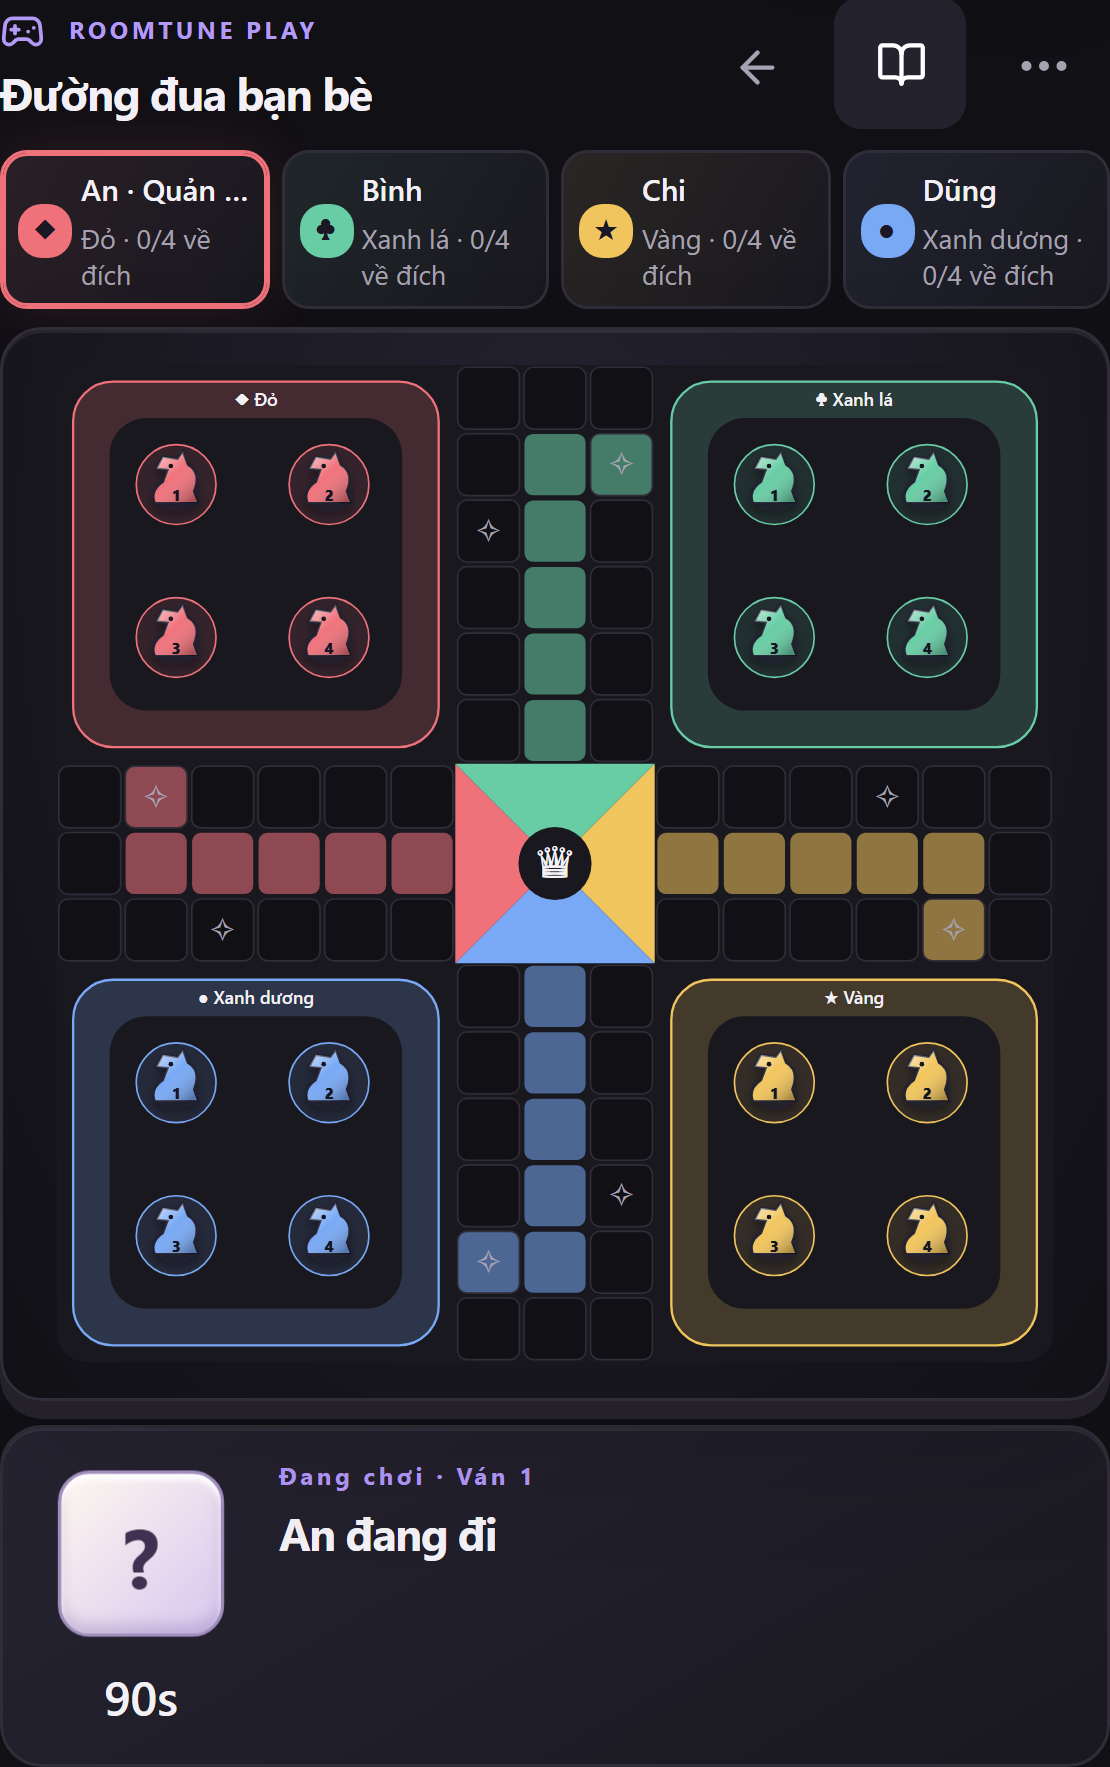 ROOMTUNE PLAY
Đường đua bạn bè
An · Quản ...
Đỏ · 0/4 về
đích
Bình
Xanh lá · 0/4
về đích
Chi
Vàng · 0/4 về
đích
Dũng
Xanh dương ·
0/4 về đích
Đỏ
1
2
3
4
Xanh lá
1
2
3
4
Xanh dương
1
2
3
4
Vàng
1
2
3
4
?
90s
Đang chơi · Ván 1
An đang đi